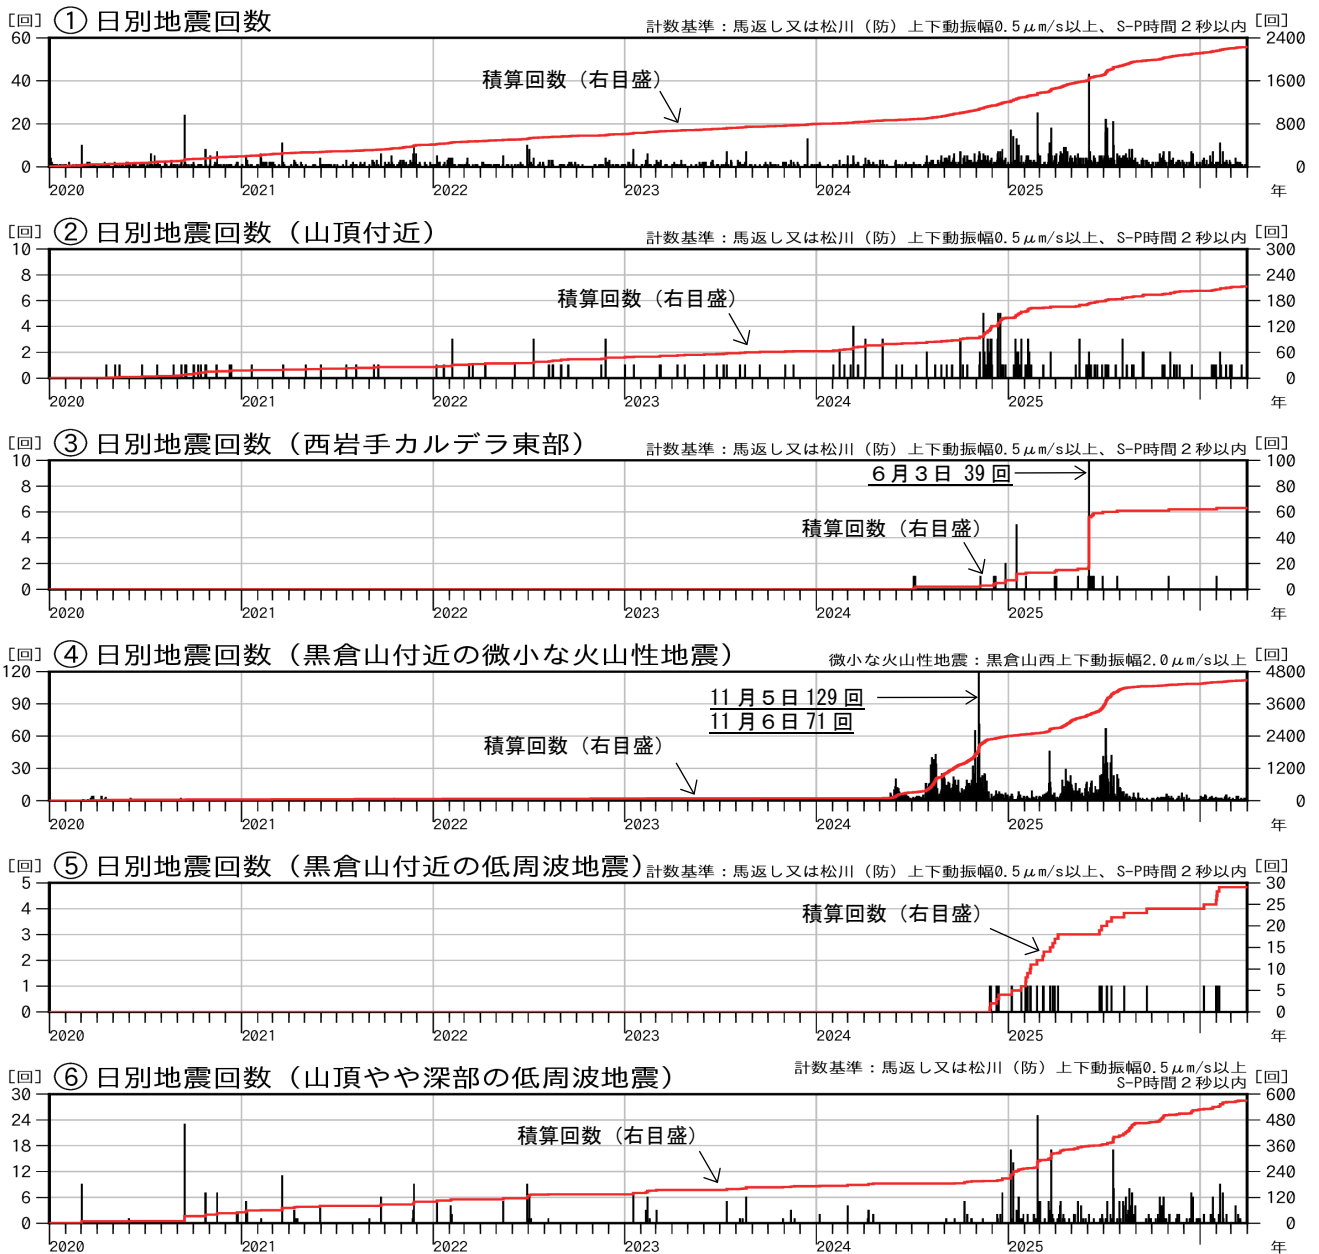 [回] ① 日別地震回数 計数基準：馬返し又は松川（防）上下動振幅0.5μm/s以上、S-P時間２秒以内 [回]
60 2400
40 積算回数（右目盛） 1600
20 800
0 0
2020 2021 2022 2023 2024 2025 年
[回] ② 日別地震回数（山頂付近） 計数基準：馬返し又は松川（防）上下動振幅0.5μm/s以上、S-P時間２秒以内 [回]
10 300
8 240
6 積算回数（右目盛） 180
4 120
2 60
0 0
2020 2021 2022 2023 2024 2025 年
[回] ③ 日別地震回数（西岩手カルデラ東部） 計数基準：馬返し又は松川（防）上下動振幅0.5μm/s以上、S-P時間２秒以内 [回]
10 100
６月３日 39 回
8 80
6 60
積算回数（右目盛）
4 40
2 20
0 0
2020 2021 2022 2023 2024 2025 年
[回] ④ 日別地震回数（黒倉山付近の微小な火山性地震） 微小な火山性地震：黒倉山西上下動振幅2.0μm/s以上 [回]
120 4800
11 月５日 129 回
90 3600
11 月６日 71 回
60 積算回数（右目盛） 2400
30 1200
0 0
2020 2021 2022 2023 2024 2025 年
[回] ⑤ 日別地震回数（黒倉山付近の低周波地震） 計数基準：馬返し又は松川（防）上下動振幅0.5μm/s以上、S-P時間２秒以内 [回]
5 30
4 積算回数（右目盛） 25
3 20
2 15
1 10
0 5
0
2020 2021 2022 2023 2024 2025 年
[回] ⑥ 日別地震回数（山頂やや深部の低周波地震） 計数基準：馬返し又は松川（防）上下動振幅0.5μm/s以上 [回]
S-P時間２秒以内
30 600
24 480
積算回数（右目盛）
18 360
12 240
6 120
0 0
2020 2021 2022 2023 2024 2025 年